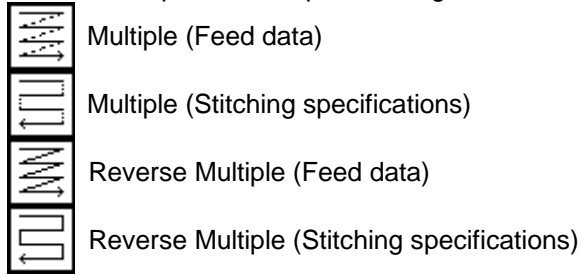 Multiple (Feed data)
Multiple (Stitching specifications)
Reverse Multiple (Feed data)
Reverse Multiple (Stitching specifications)